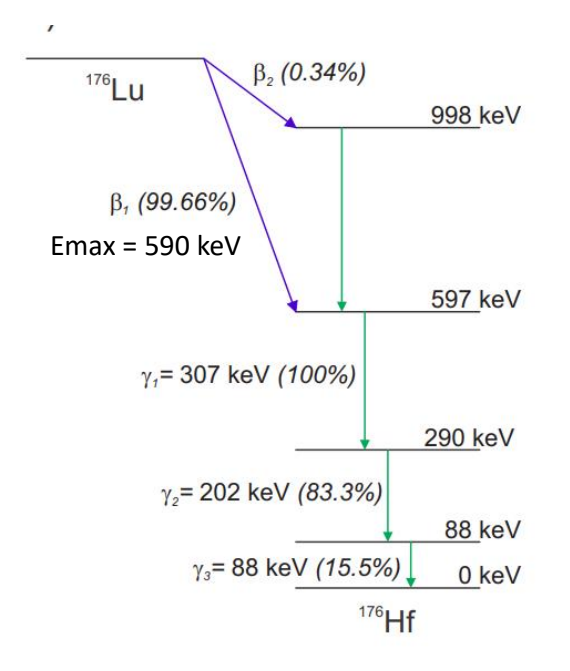 ¹⁷⁶Lu
β₂ (0.34%)
998 keV
β₁ (99.66%)
Emax = 590 keV
597 keV
γ₁= 307 keV (100%)
290 keV
γ₂= 202 keV (83.3%)
88 keV
γ₃= 88 keV (15.5%)
0 keV
¹⁷⁶Hf